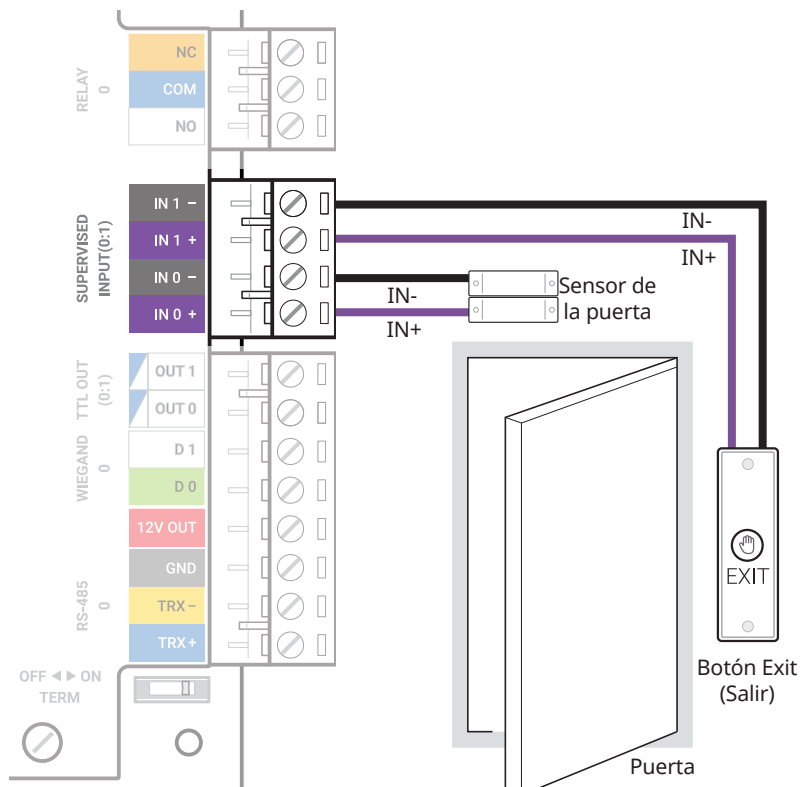 RELAY
0
NC
COM
NO
SUPERVISED
INPUT(0:1)
IN 1 –
IN 1 +
IN 0 –
IN 0 +
IN-
IN+
IN-
IN+
Sensor de
la puerta
TTL OUT
(0:1)
OUT 1
OUT 0
WIEGAND
0
D 1
D 0
12V OUT
GND
RS-485
0
TRX –
TRX +
OFF ◄ ► ON
TERM
EXIT
Botón Exit
(Salir)
Puerta